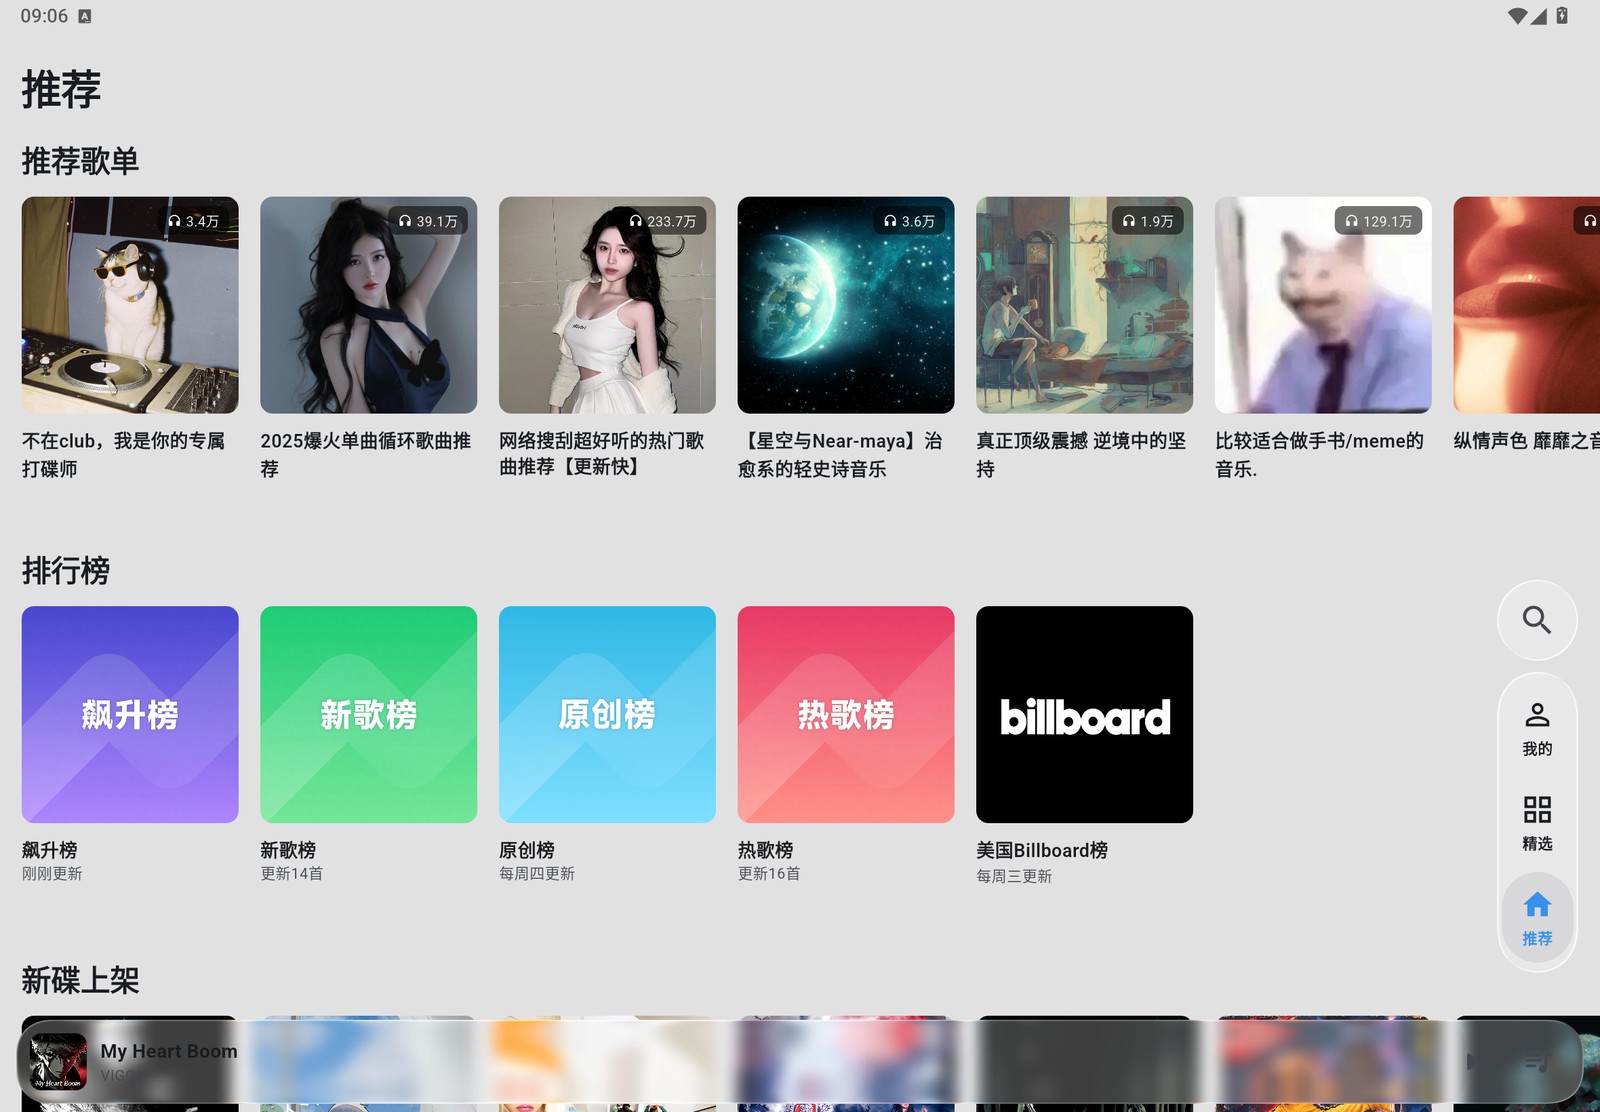 09:06
推荐
推荐歌单
3.4万
39.1万
233.7万
3.6万
1.9万
129.1万
不在club，我是你的专属
打碟师
2025爆火单曲循环歌曲推
荐
网络搜刮超好听的热门歌
曲推荐【更新快】
【星空与Near-maya】治
愈系的轻史诗音乐
真正顶级震撼 逆境中的坚
持
比较适合做手书/meme的
音乐.
纵情声色 靡靡之音
排行榜
飙升榜
新歌榜
原创榜
热歌榜
billboard
飙升榜
刚刚更新
新歌榜
更新14首
原创榜
每周四更新
热歌榜
更新16首
美国Billboard榜
每周三更新
我的
精选
推荐
新碟上架
My Heart Boom
My Heart Boom